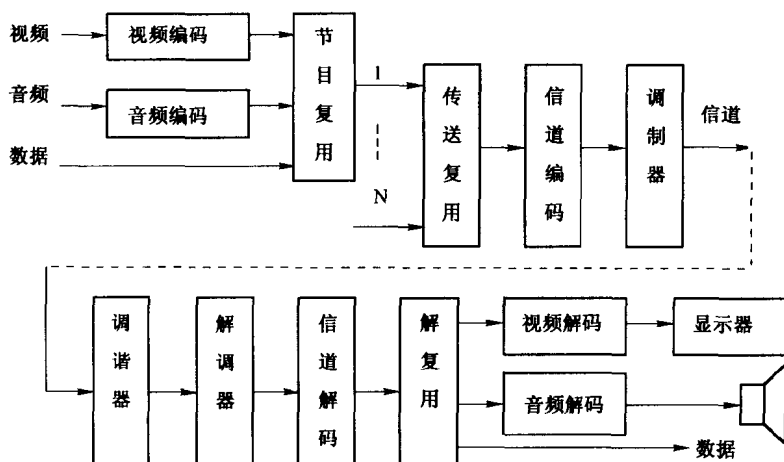 视频
视频编码
音频
音频编码
数据
节目复用
1
N
传送复用
信道编码
调制器
信道
调谐器
解调器
信道解码
解复用
视频解码
显示器
音频解码
数据